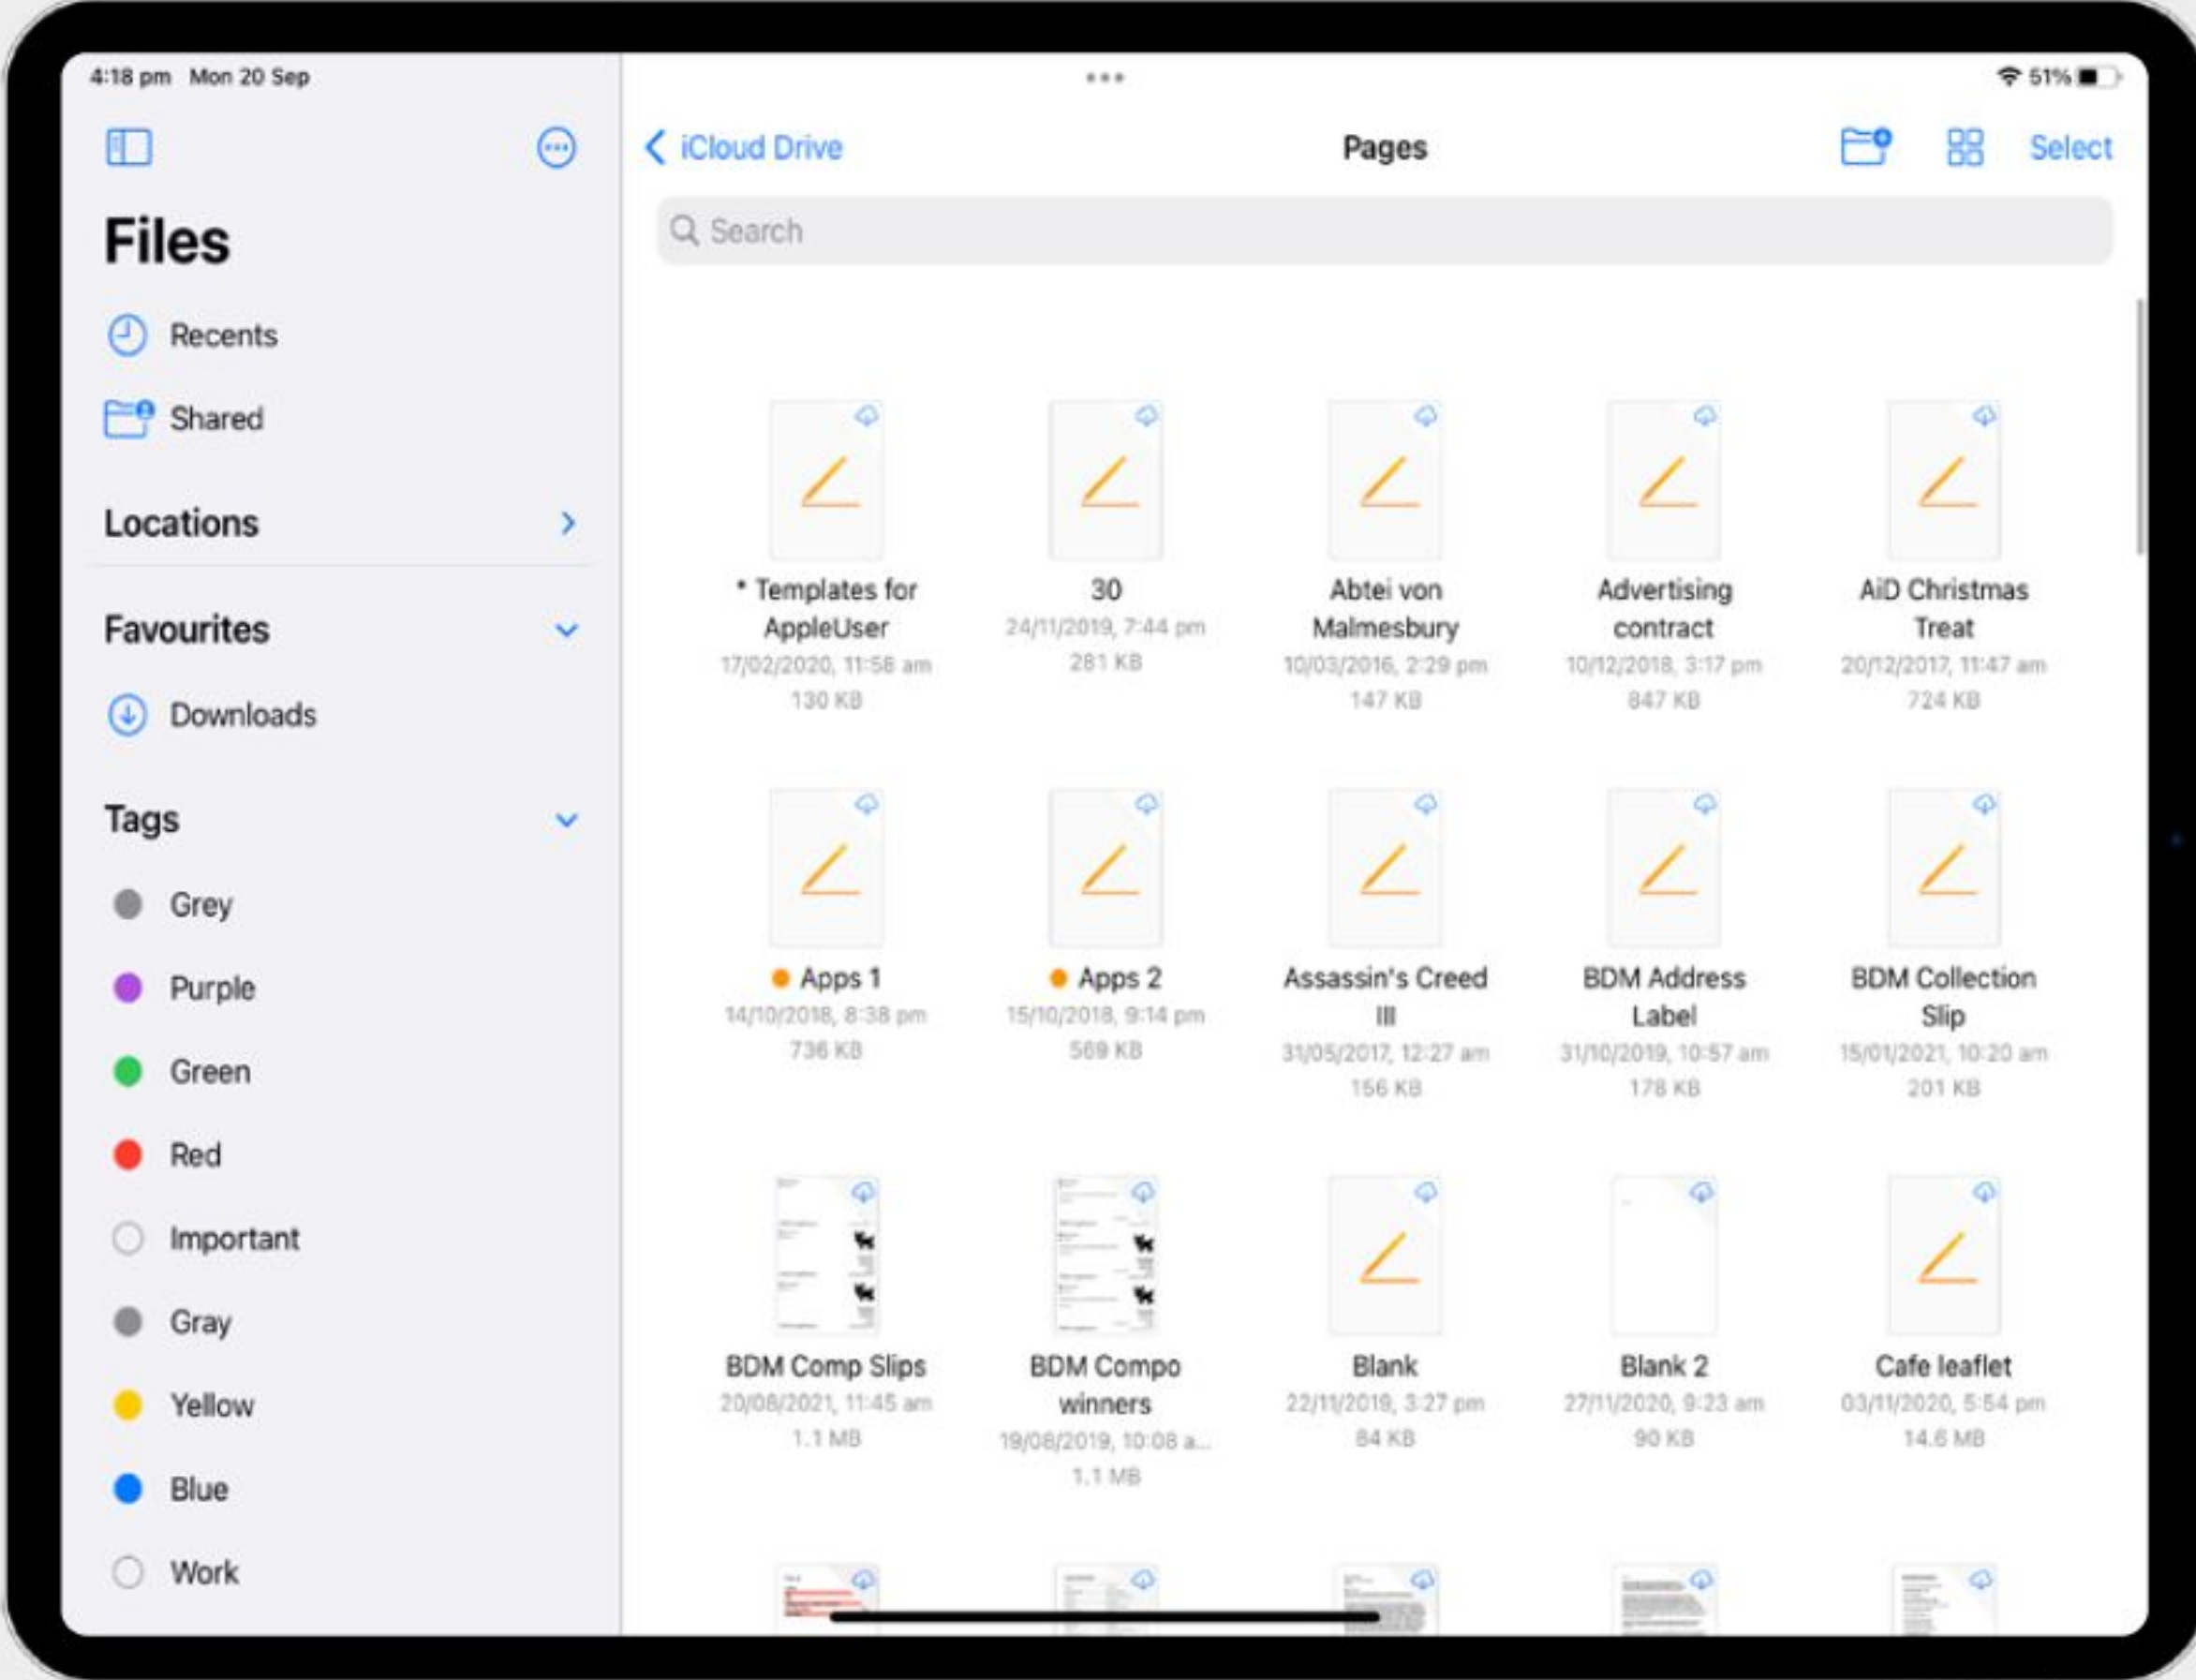 4:18 pm Mon 20 Sep
51%
Files
Recents
Shared
Locations
Favourites
Downloads
Tags
Grey
Purple
Green
Red
Important
Gray
Yellow
Blue
Work
iCloud Drive
Pages
Select
Search
* Templates for
AppleUser
17/02/2020, 11:56 am
130 KB
30
24/11/2019, 7:44 pm
281 KB
Abtei von
Malmesbury
10/03/2016, 2:29 pm
147 KB
Advertising
contract
10/12/2018, 3:17 pm
847 KB
AiD Christmas
Treat
20/12/2017, 11:47 am
724 KB
Apps 1
14/10/2018, 8:38 pm
736 KB
Apps 2
15/10/2018, 9:14 pm
569 KB
Assassin's Creed
III
31/05/2017, 12:27 am
156 KB
BDM Address
Label
31/10/2019, 10:57 am
178 KB
BDM Collection
Slip
15/01/2021, 10:20 am
201 KB
BDM Comp Slips
20/08/2021, 11:45 am
1.1 MB
BDM Compo
winners
19/08/2019, 10:08 a...
1.1 MB
Blank
22/11/2019, 3:27 pm
84 KB
Blank 2
27/11/2020, 9:23 am
90 KB
Cafe leaflet
03/11/2020, 5:54 pm
14.6 MB